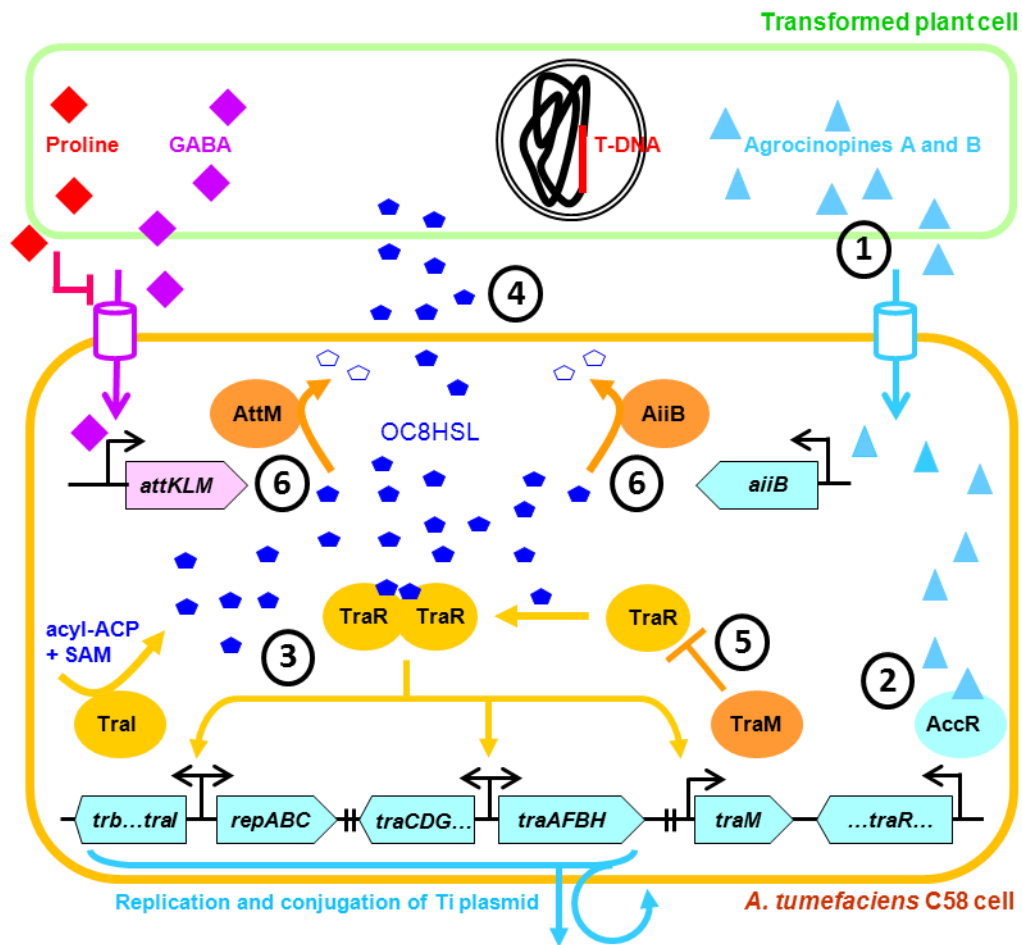 Transformed plant cell
Proline
GABA
T-DNA
Agrocinopines A and B
1
4
AttM
OC8HSL
AiiB
attKLM
6
6
aiiB
acyl-ACP
+ SAM
TraI
3
TraR
TraR
TraR
5
TraM
2
AccR
trb...traI
repABC
traCDG...
traAFBH
traM
...traR...
Replication and conjugation of Ti plasmid
A. tumefaciens C58 cell